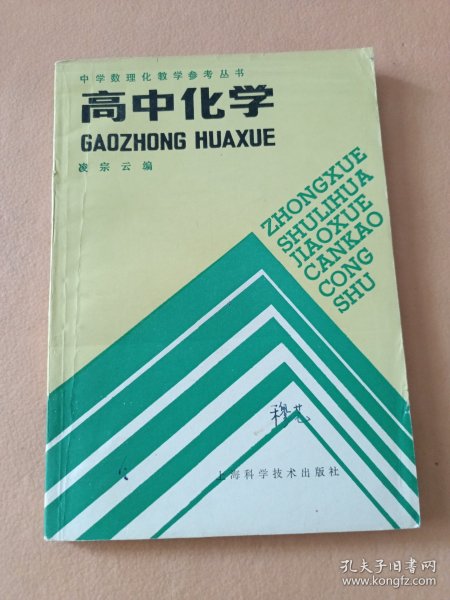 中学数理化教学参考丛书
高中化学
GAOZHONG HUAXUE
凌宗云编
ZHONGXUE
SHULIHUA
JIAOXUE
CANKAO
CONG
SHU
上海科学技术出版社
孔夫子旧书网
www.kongfz.com